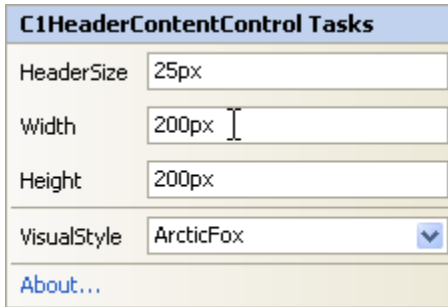 C1HeaderContentControl Tasks
HeaderSize 25px
Width 200px
Height 200px
VisualStyle ArcticFox
About...